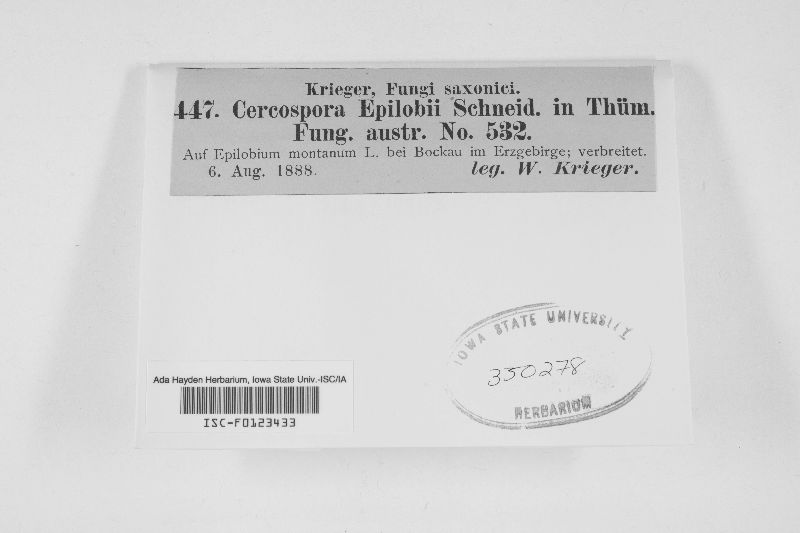 Krieger, Fungi saxonici.
447. Cercospora Epilobii Schneid. in Thüm.
Fung. austr. No. 532.
Auf Epilobium montanum L. bei Bockau im Erzgebirge; verbreitet.
6. Aug. 1888. leg. W. Krieger.
IOWA STATE UNIVERSITY
350278
HERBARIUM
Ada Hayden Herbarium, Iowa State Univ.-ISC/IA
ISC-F0123433